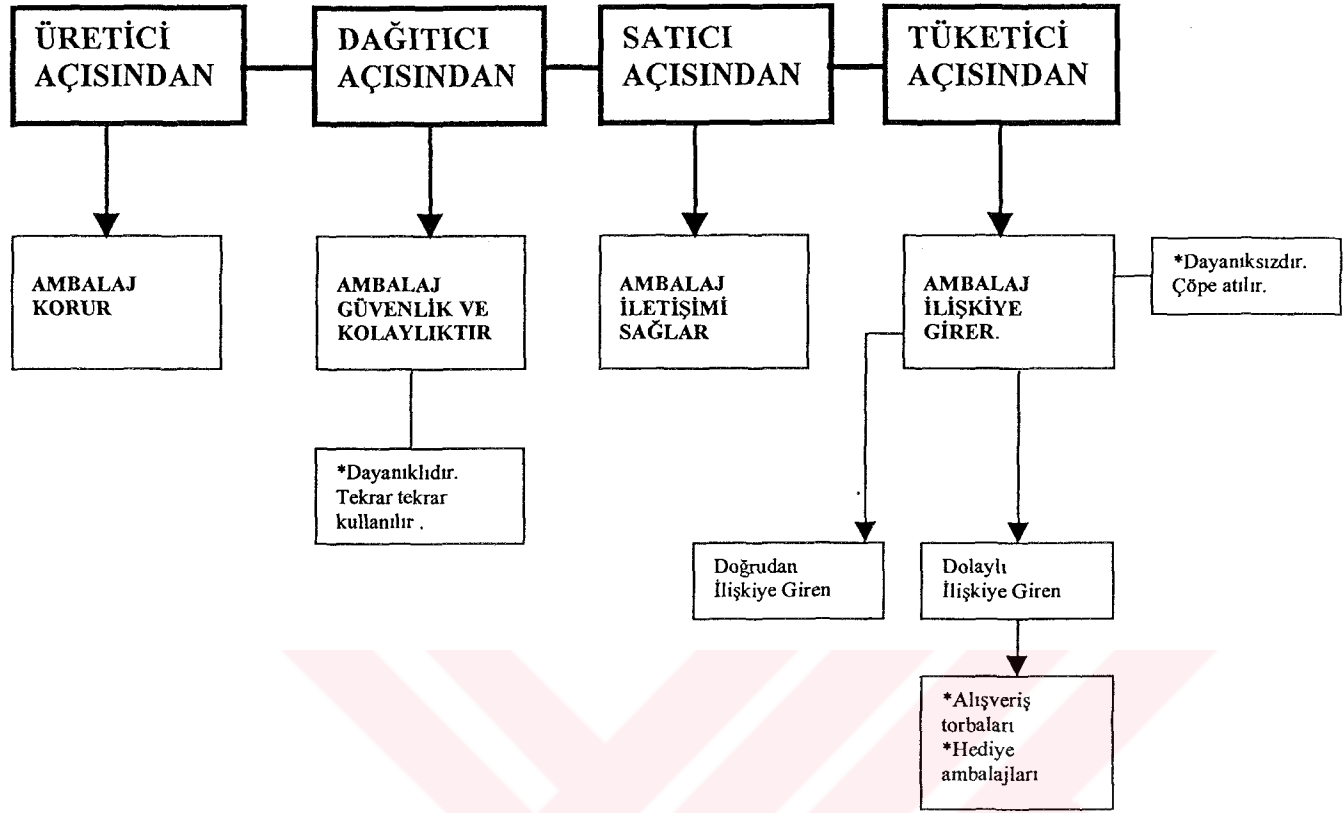 ÜRETİCİ
AÇISINDAN
DAĞITICI
AÇISINDAN
SATICI
AÇISINDAN
TÜKETİCİ
AÇISINDAN
AMBALAJ
KORUR
AMBALAJ
GÜVENLİK VE
KOLAYLIKTIR
AMBALAJ
İLETİŞİMİ
SAĞLAR
AMBALAJ
İLİŞKİYE
GİRER.
*Dayanıksızdır.
Çöpe atılır.
*Dayanıklıdır.
Tekrar tekrar
kullanılır .
Doğrudan
İlişkiye Giren
Dolaylı
İlişkiye Giren
*Alışveriş
torbaları
*Hediye
ambalajları